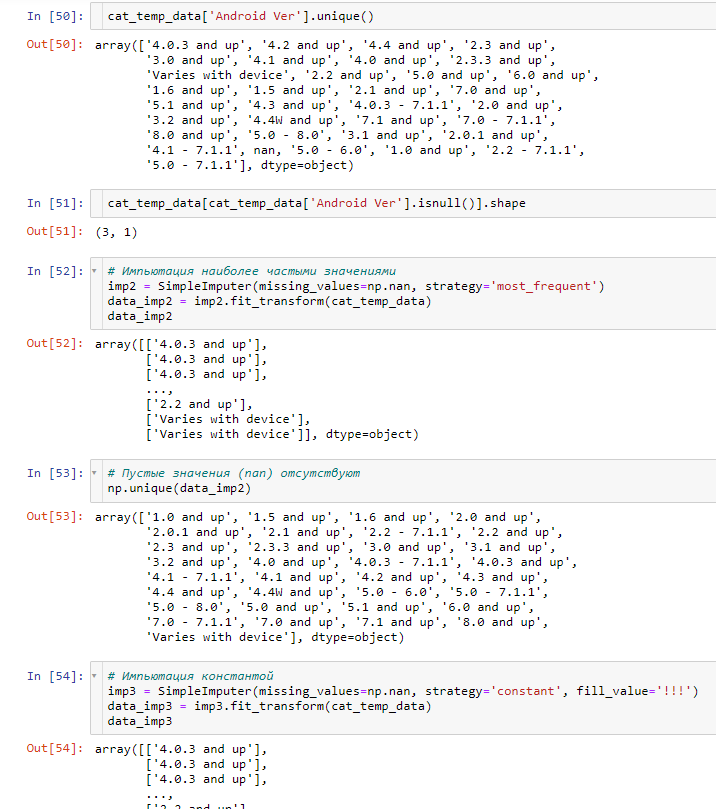 In [50]: cat_temp_data['Android Ver'].unique()
Out[50]: array(['4.0.3 and up', '4.2 and up', '4.4 and up', '2.3 and up',
'3.0 and up', '4.1 and up', '4.0 and up', '2.3.3 and up',
'Varies with device', '2.2 and up', '5.0 and up', '6.0 and up',
'1.6 and up', '1.5 and up', '2.1 and up', '7.0 and up',
'5.1 and up', '4.3 and up', '4.0.3 - 7.1.1', '2.0 and up',
'3.2 and up', '4.4W and up', '7.1 and up', '7.0 - 7.1.1',
'8.0 and up', '5.0 - 8.0', '3.1 and up', '2.0.1 and up',
'4.1 - 7.1.1', nan, '5.0 - 6.0', '1.0 and up', '2.2 - 7.1.1',
'5.0 - 7.1.1'], dtype=object)
In [51]: cat_temp_data[cat_temp_data['Android Ver'].isnull()].shape
Out[51]: (3, 1)
In [52]: # Импьютация наиболее частыми значениями
imp2 = SimpleImputer(missing_values=np.nan, strategy='most_frequent')
data_imp2 = imp2.fit_transform(cat_temp_data)
data_imp2
Out[52]: array([['4.0.3 and up'],
['4.0.3 and up'],
['4.0.3 and up'],
...,
['2.2 and up'],
['Varies with device'],
['Varies with device']], dtype=object)
In [53]: # Пустые значения (nan) отсутствуют
np.unique(data_imp2)
Out[53]: array(['1.0 and up', '1.5 and up', '1.6 and up', '2.0 and up',
'2.0.1 and up', '2.1 and up', '2.2 - 7.1.1', '2.2 and up',
'2.3 and up', '2.3.3 and up', '3.0 and up', '3.1 and up',
'3.2 and up', '4.0 and up', '4.0.3 - 7.1.1', '4.0.3 and up',
'4.1 - 7.1.1', '4.1 and up', '4.2 and up', '4.3 and up',
'4.4 and up', '4.4W and up', '5.0 - 6.0', '5.0 - 7.1.1',
'5.0 - 8.0', '5.0 and up', '5.1 and up', '6.0 and up',
'7.0 - 7.1.1', '7.0 and up', '7.1 and up', '8.0 and up',
'Varies with device'], dtype=object)
In [54]: # Импьютация константой
imp3 = SimpleImputer(missing_values=np.nan, strategy='constant', fill_value='!!!')
data_imp3 = imp3.fit_transform(cat_temp_data)
data_imp3
Out[54]: array([['4.0.3 and up'],
['4.0.3 and up'],
['4.0.3 and up'],
...,
['2.2 and up'],